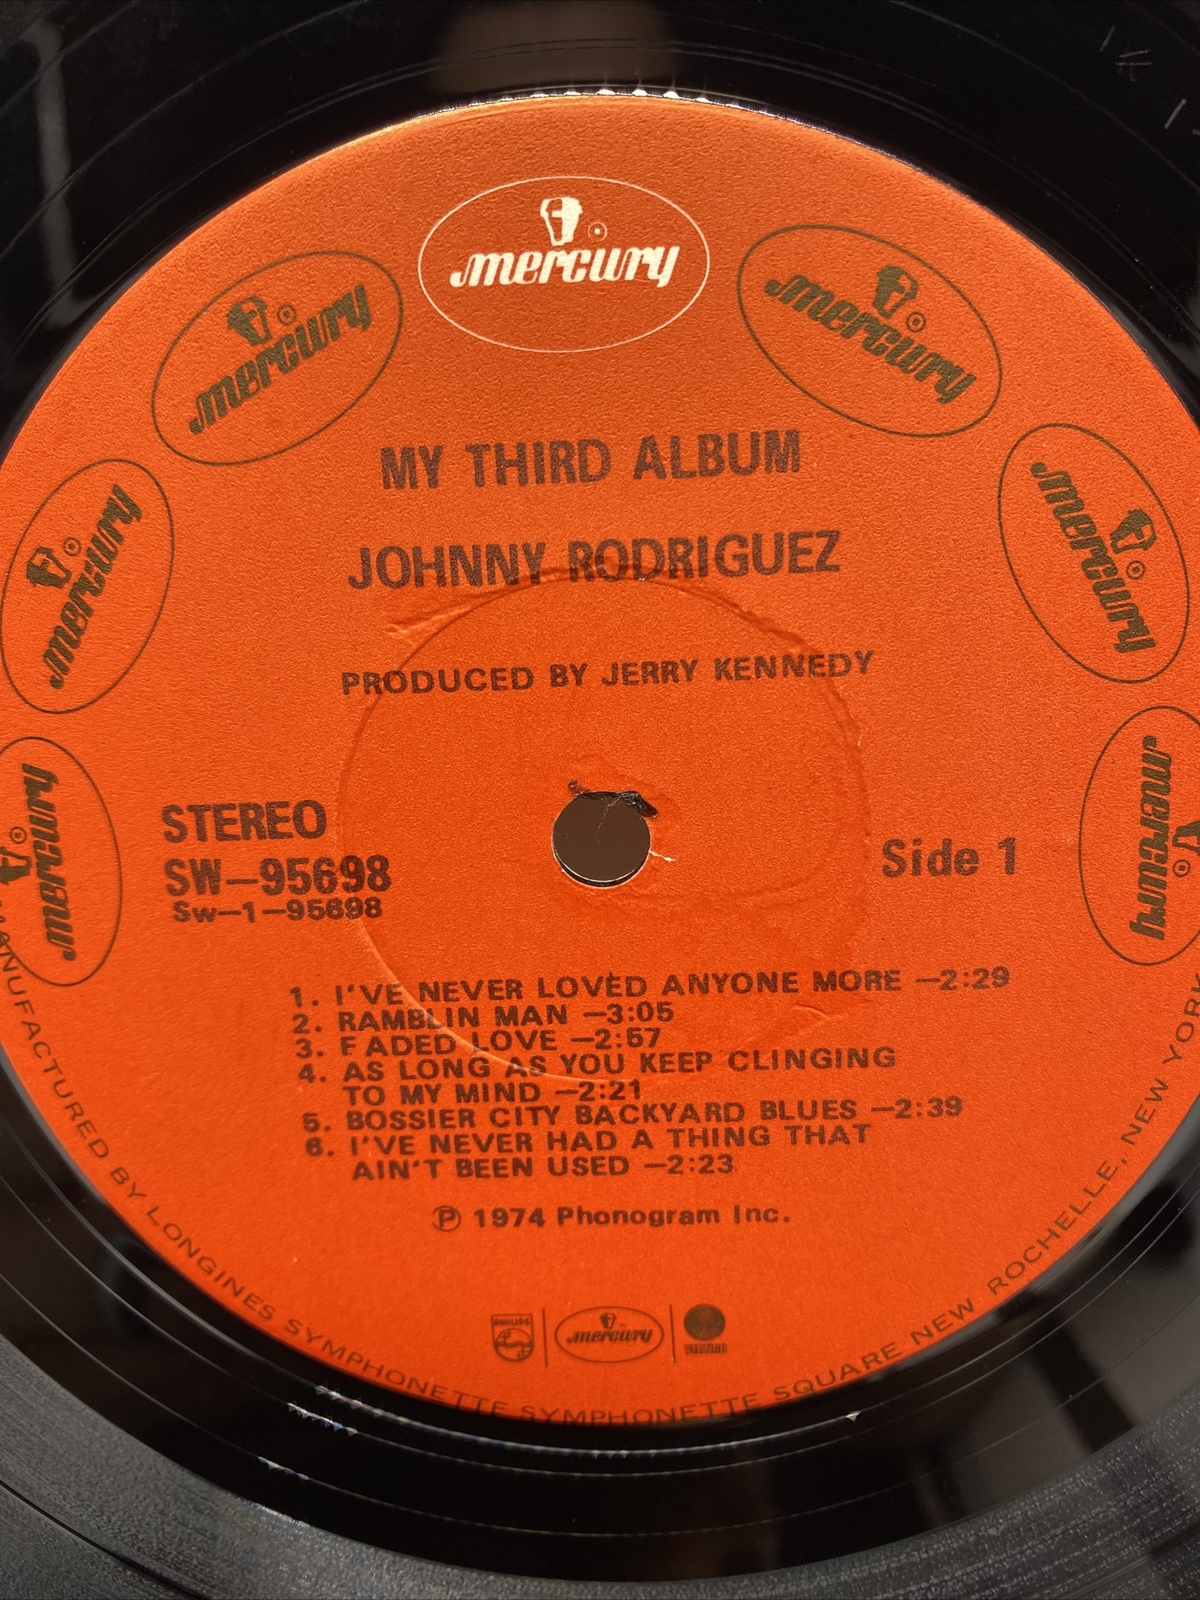 mercury
mercury
mercury
mercury
mercury
mercury
mercury
MY THIRD ALBUM
JOHNNY RODRIGUEZ
PRODUCED BY JERRY KENNEDY
STEREO
SW—95698
Sw—1—95698
Side 1
1. I'VE NEVER LOVED ANYONE MORE —2:29
2. RAMBLIN MAN —3:05
3. FADED LOVE —2:57
4. AS LONG AS YOU KEEP CLINGING
TO MY MIND —2:21
5. BOSSIER CITY BACKYARD BLUES —2:39
6. I'VE NEVER HAD A THING THAT
AIN'T BEEN USED —2:23
℗ 1974 Phonogram Inc.
PHILIPS
mercury
VERTIGO
MANUFACTURED BY LONGINES SYMPHONETTE SYMPHONETTE SQUARE NEW ROCHELLE, NEW YORK